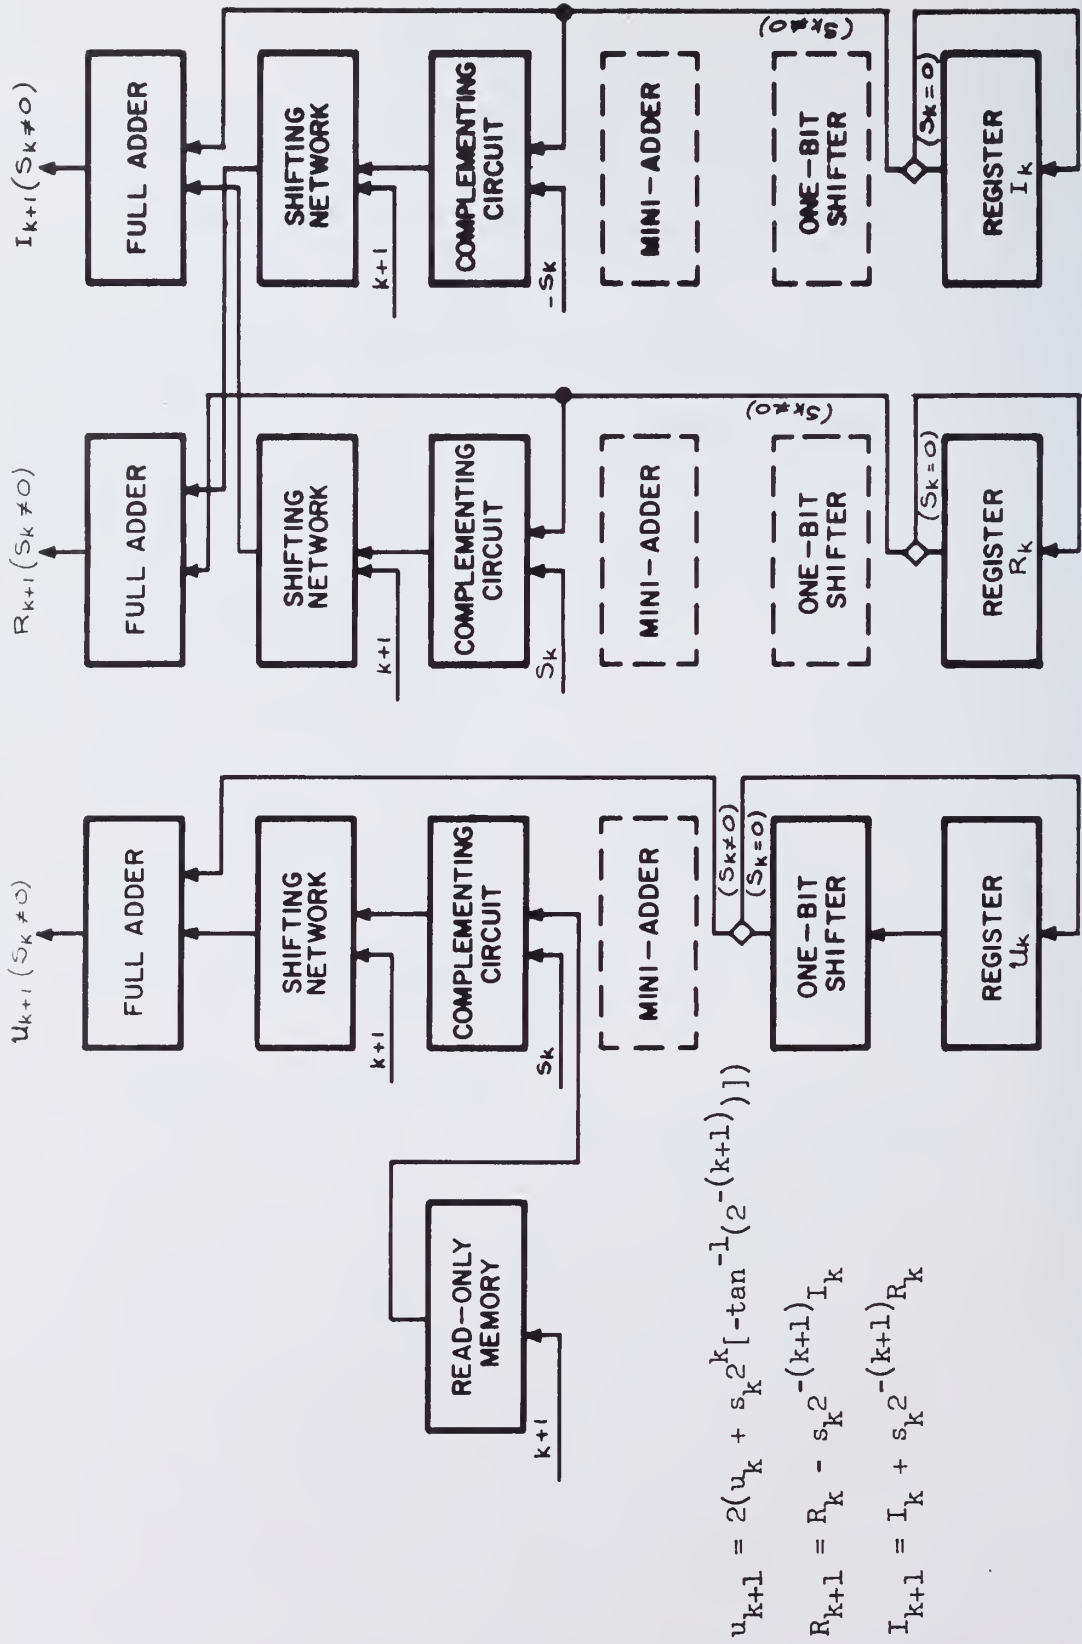 u_{k+1} (S_k ≠ 0)
FULL ADDER
SHIFTING
NETWORK
k+1
COMPLEMENTING
CIRCUIT
s_k
MINI-ADDER
(S_k≠0)
(S_k=0)
ONE-BIT
SHIFTER
REGISTER
u_k
READ-ONLY
MEMORY
k+1
R_{k+1} (S_k ≠ 0)
FULL ADDER
SHIFTING
NETWORK
k+1
COMPLEMENTING
CIRCUIT
S_k
MINI-ADDER
(S_k≠0)
ONE-BIT
SHIFTER
(S_k=0)
REGISTER
R_k
I_{k+1} (S_k ≠ 0)
FULL ADDER
SHIFTING
NETWORK
k+1
COMPLEMENTING
CIRCUIT
-S_k
MINI-ADDER
(S_k≠0)
ONE-BIT
SHIFTER
(S_k=0)
REGISTER
I_k
u_{k+1} = 2(u_k + s_k 2^k [-tan^{-1}(2^{-(k+1)})])
R_{k+1} = R_k - s_k 2^{-(k+1)} I_k
I_{k+1} = I_k + s_k 2^{-(k+1)} R_k